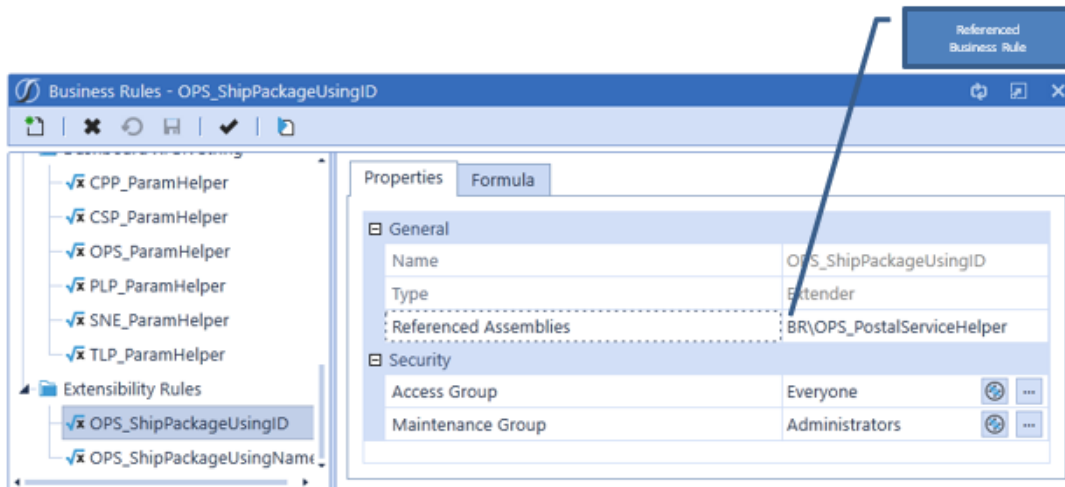 Referenced
Business Rule
Business Rules - OPS_ShipPackageUsingID
CPP_ParamHelper
CSP_ParamHelper
OPS_ParamHelper
PLP_ParamHelper
SNE_ParamHelper
TLP_ParamHelper
Extensibility Rules
OPS_ShipPackageUsingID
OPS_ShipPackageUsingName
Properties Formula
General
Name OPS_ShipPackageUsingID
Type Extender
Referenced Assemblies BR\OPS_PostalServiceHelper
Security
Access Group Everyone ...
Maintenance Group Administrators ...